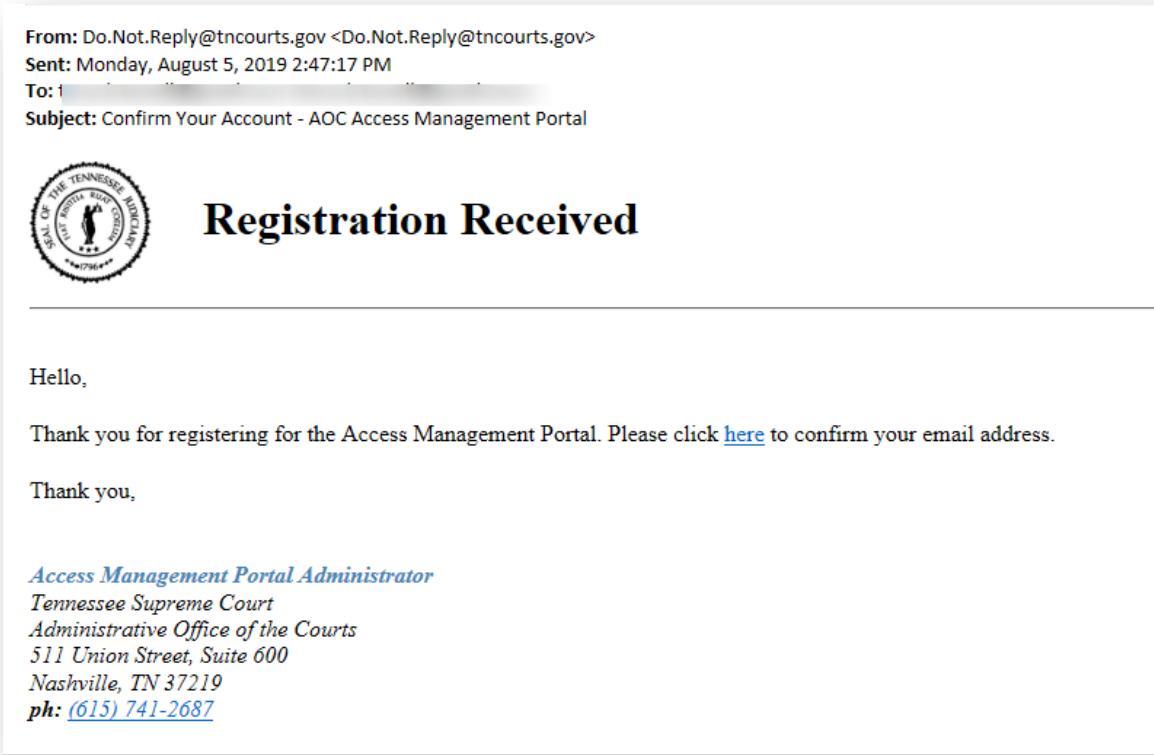 From: Do.Not.Reply@tncourts.gov <Do.Not.Reply@tncourts.gov>
Sent: Monday, August 5, 2019 2:47:17 PM
To:
Subject: Confirm Your Account - AOC Access Management Portal
SEAL OF THE TENNESSEE JUDICIARY
1796
Registration Received
Hello,
Thank you for registering for the Access Management Portal. Please click here to confirm your email address.
Thank you,
Access Management Portal Administrator
Tennessee Supreme Court
Administrative Office of the Courts
511 Union Street, Suite 600
Nashville, TN 37219
ph: (615) 741-2687